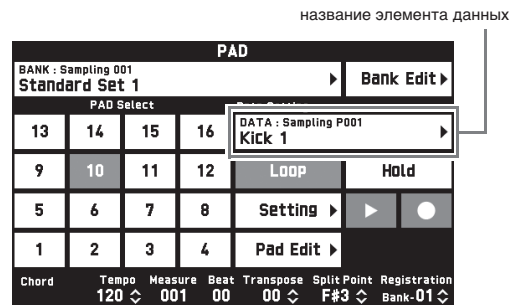 название элемента данных
PAD
BANK : Sampling 001
Standard Set 1
Bank Edit
PAD Select
DATA : Sampling P001
Kick 1
13 14 15 16
9 10 11 12 Loop Hold
5 6 7 8 Setting
1 2 3 4 Pad Edit
Chord Tempo Measure Beat Transpose Split Point Registration
120 001 00 00 F#3 Bank-01